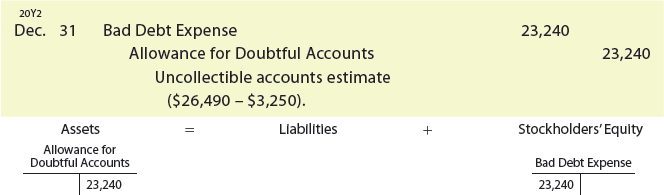 20Y2
Dec. 31 Bad Debt Expense 23,240
Allowance for Doubtful Accounts 23,240
Uncollectible accounts estimate
($26,490 – $3,250).
Assets = Liabilities + Stockholders' Equity
Allowance for
Doubtful Accounts Bad Debt Expense
23,240 23,240